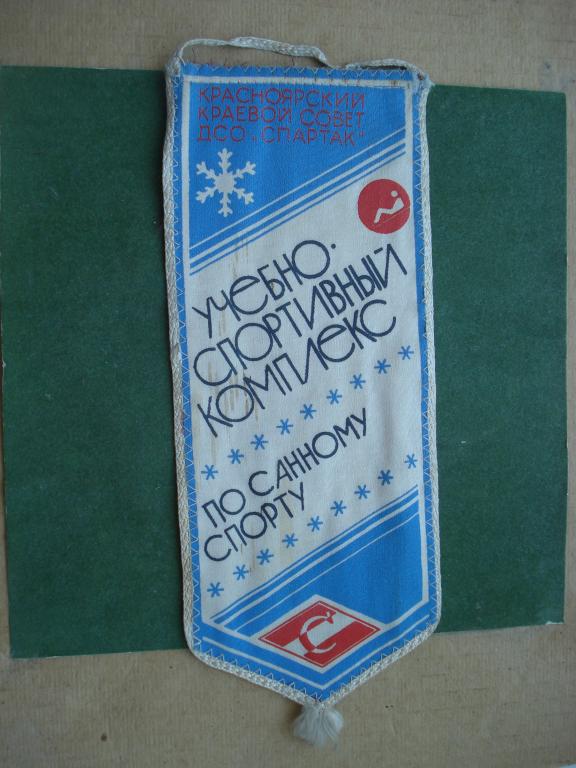 КРАСНОЯРСКИЙ
КРАЕВОЙ СОВЕТ
ДСО „СПАРТАК"
УЧЕБНО-
СПОРТИВНЫЙ
КОМПЛЕКС
ПО САННОМУ
СПОРТУ
С